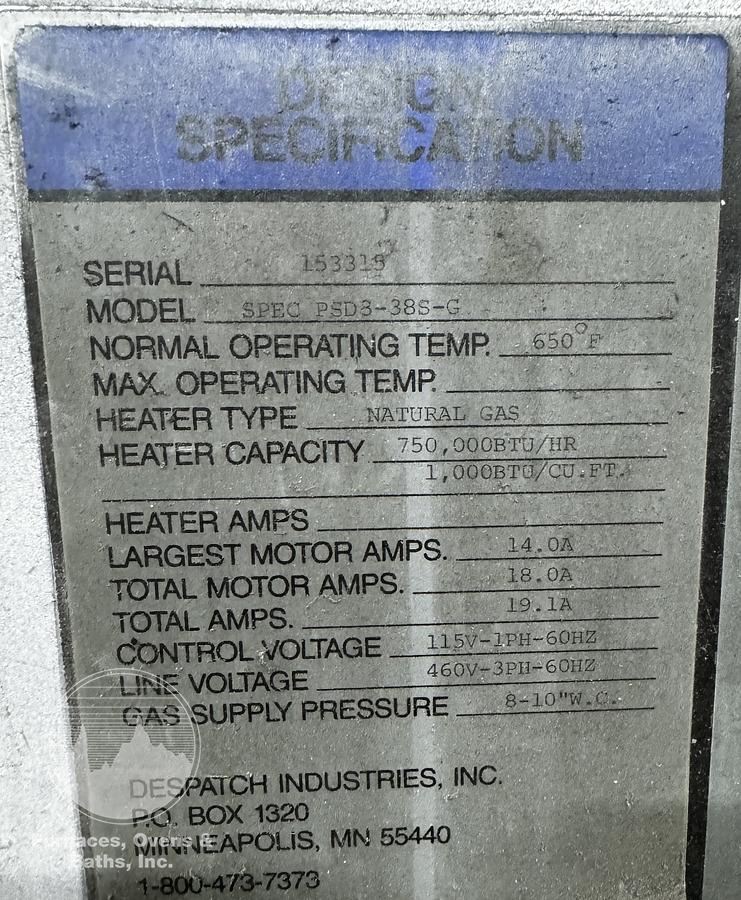 DESIGN
SPECIFICATION
SERIAL 153319
MODEL SPEC PSD3-38S-G
NORMAL OPERATING TEMP. 650°F
MAX. OPERATING TEMP.
HEATER TYPE NATURAL GAS
HEATER CAPACITY 750,000BTU/HR
1,000BTU/CU.FT.
HEATER AMPS
LARGEST MOTOR AMPS. 14.0A
TOTAL MOTOR AMPS. 18.0A
TOTAL AMPS. 19.1A
CONTROL VOLTAGE 115V-1PH-60HZ
LINE VOLTAGE 460V-3PH-60HZ
GAS SUPPLY PRESSURE 8-10"W.C.
DESPATCH INDUSTRIES, INC.
P.O. BOX 1320
MINNEAPOLIS, MN 55440
1-800-473-7373
Furnaces, Ovens &
Baths, Inc.